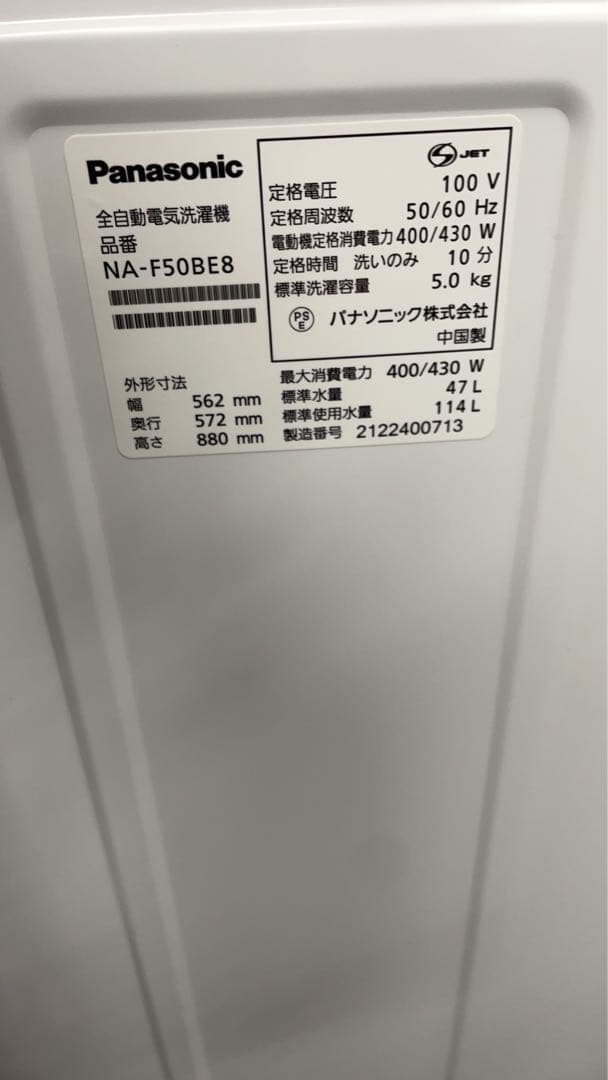 Panasonic
全自動電気洗濯機
品番
NA-F50BE8
外形寸法
幅 562 mm
奥行 572 mm
高さ 880 mm
S JET
定格電圧 100 V
定格周波数 50/60 Hz
電動機定格消費電力 400/430 W
定格時間 洗いのみ 10 分
標準洗濯容量 5.0 kg
PS
E
パナソニック株式会社
中国製
最大消費電力 400/430 W
標準水量 47 L
標準使用水量 114 L
製造番号 2122400713